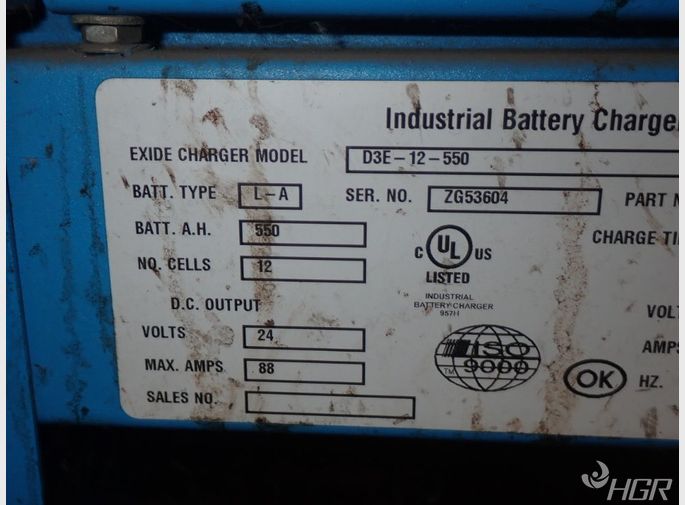 Industrial Battery Charge
EXIDE CHARGER MODEL D3E-12-550
BATT. TYPE L-A SER. NO. ZG53604 PART
BATT. A.H. 550 CHARGE
NO. CELLS 12
C UL US
LISTED
INDUSTRIAL
BATTERY CHARGER
957H
D.C. OUTPUT
VOLTS 24 VOLT
MAX. AMPS 88 AMPS
SALES NO. HZ.
ISO
9000
TM
OK
HGR